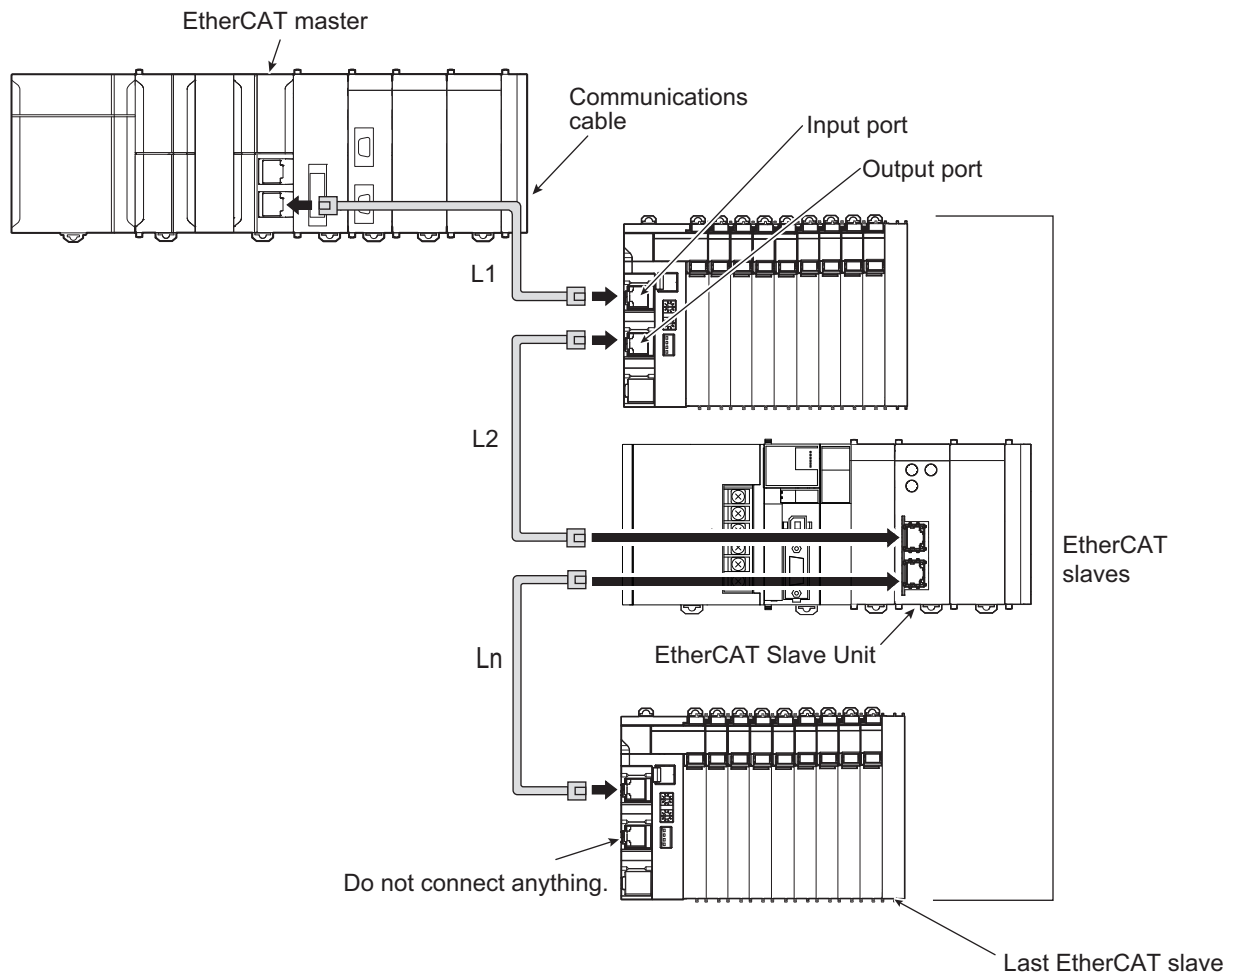 EtherCAT master
Communications
cable
Input port
Output port
L1
L2
EtherCAT
slaves
EtherCAT Slave Unit
Ln
Do not connect anything.
Last EtherCAT slave